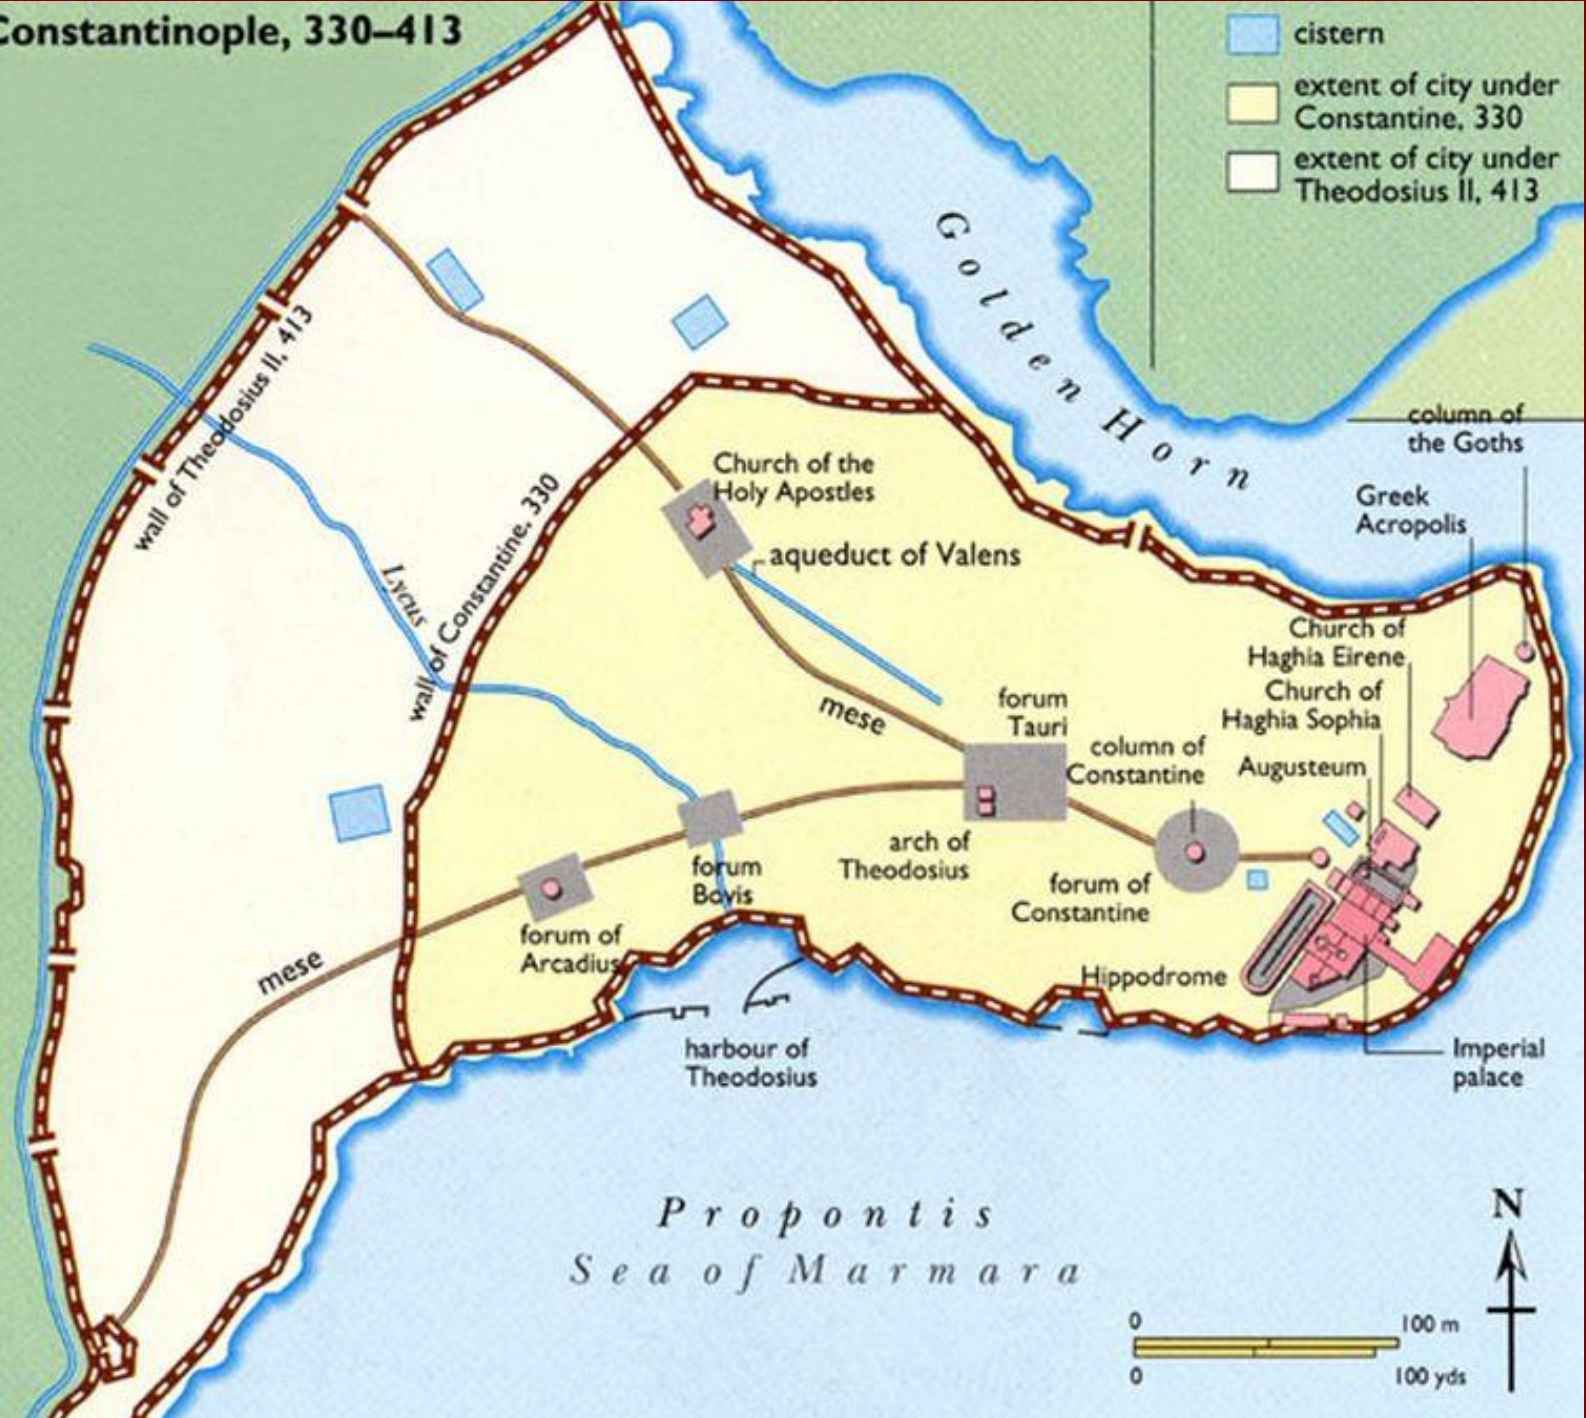 Constantinople, 330–413
cistern
extent of city under
Constantine, 330
extent of city under
Theodosius II, 413
Golden Horn
wall of Theodosius II, 413
wall of Constantine, 330
Lycus
Church of the
Holy Apostles
aqueduct of Valens
mese
forum
Tauri
column of
Constantine
column of
the Goths
Greek
Acropolis
Church of
Haghia Eirene
Church of
Haghia Sophia
Augusteum
arch of
Theodosius
forum of
Constantine
forum
Bovis
forum of
Arcadius
mese
Hippodrome
harbour of
Theodosius
Imperial
palace
Propontis
Sea of Marmara
N
0 100 m
0 100 yds